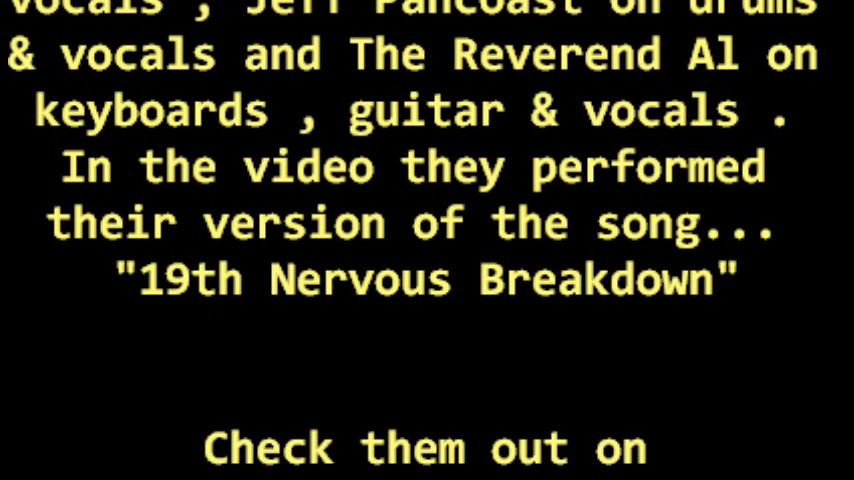 vocals , Jeff Pancoast on drums
& vocals and The Reverend Al on
keyboards , guitar & vocals .
In the video they performed
their version of the song...
"19th Nervous Breakdown"
Check them out on